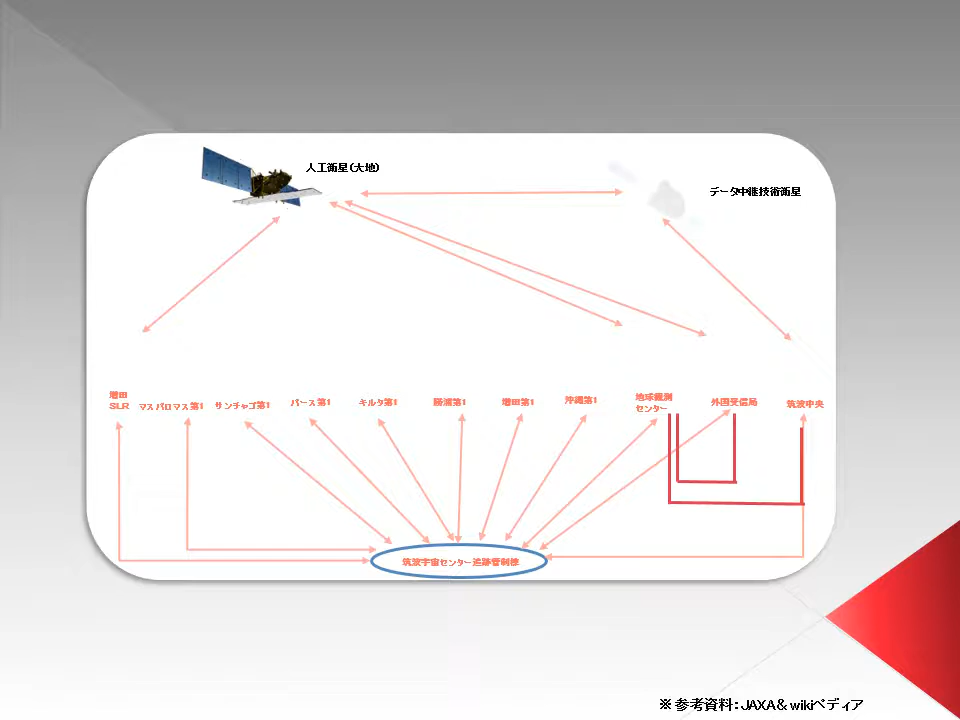 人工衛星(大地)
データ中継技術衛星
増田
SLR
マスパロマス第1
サンチャゴ第1
パース第1
キルタ第1
勝浦第1
増田第1
沖縄第1
地球観測
センター
外国受信局
筑波中央
筑波宇宙センター追跡管制棟
※参考資料：JAXA＆wikiペディア